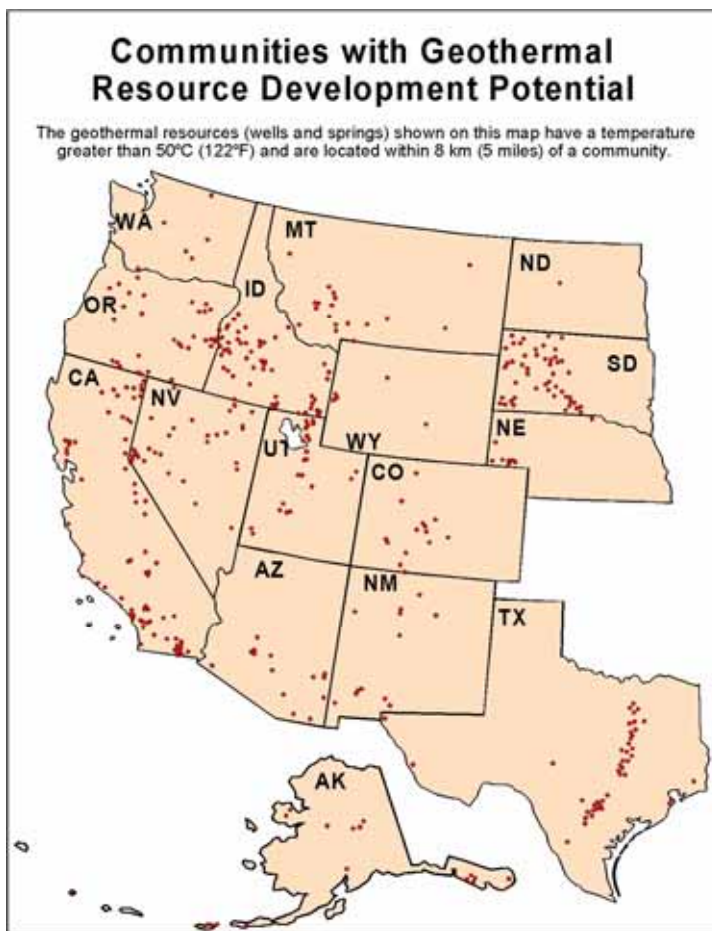 Communities with Geothermal
Resource Development Potential
The geothermal resources (wells and springs) shown on this map have a temperature
greater than 50ºC (122ºF) and are located within 8 km (5 miles) of a community.
WA
MT
ND
OR
ID
SD
CA
NV
WY
NE
UT
CO
AZ
NM
TX
AK